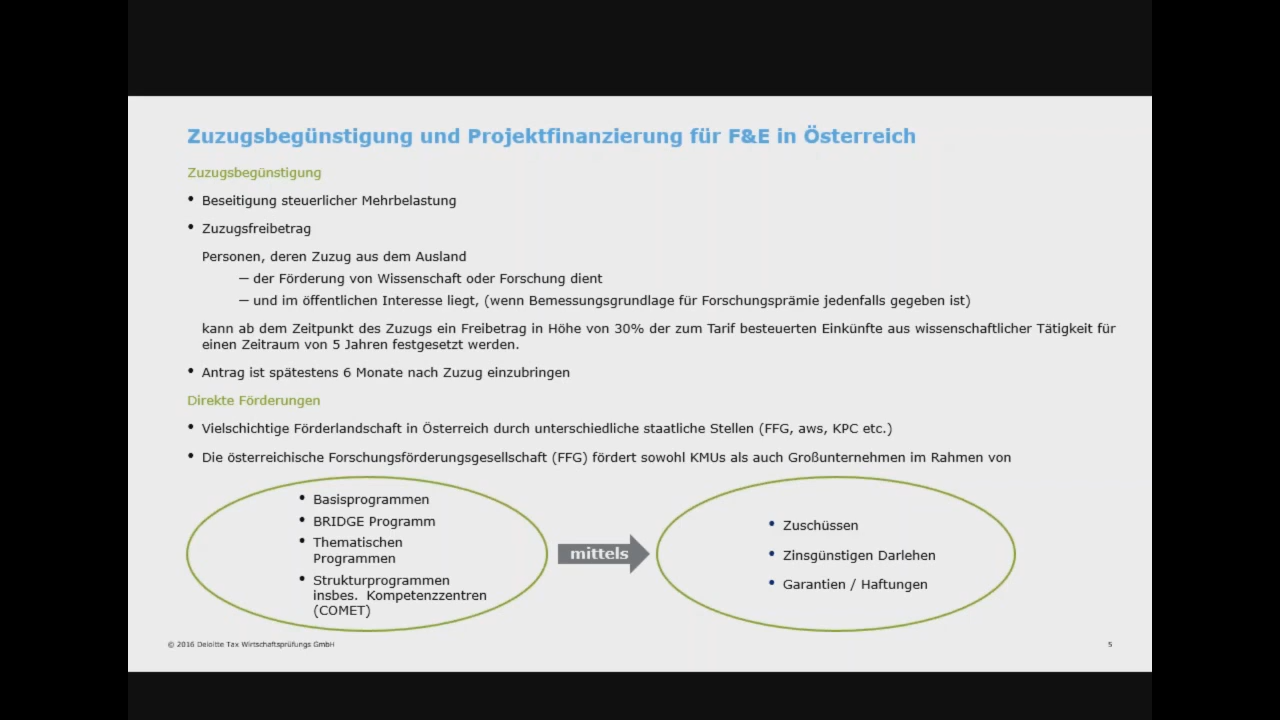 Zuzugsbegünstigung und Projektfinanzierung für F&E in Österreich
Zuzugsbegünstigung
• Beseitigung steuerlicher Mehrbelastung
• Zuzugsfreibetrag
Personen, deren Zuzug aus dem Ausland
— der Förderung von Wissenschaft oder Forschung dient
— und im öffentlichen Interesse liegt, (wenn Bemessungsgrundlage für Forschungsprämie jedenfalls gegeben ist)
kann ab dem Zeitpunkt des Zuzugs ein Freibetrag in Höhe von 30% der zum Tarif besteuerten Einkünfte aus wissenschaftlicher Tätigkeit für
einen Zeitraum von 5 Jahren festgesetzt werden.
• Antrag ist spätestens 6 Monate nach Zuzug einzubringen
Direkte Förderungen
• Vielschichtige Förderlandschaft in Österreich durch unterschiedliche staatliche Stellen (FFG, aws, KPC etc.)
• Die österreichische Forschungsförderungsgesellschaft (FFG) fördert sowohl KMUs als auch Großunternehmen im Rahmen von
• Basisprogrammen
• BRIDGE Programm
• Thematischen
Programmen
• Strukturprogrammen
insbes. Kompetenzzentren
(COMET)
mittels
• Zuschüssen
• Zinsgünstigen Darlehen
• Garantien / Haftungen
© 2016 Deloitte Tax Wirtschaftsprüfungs GmbH
5